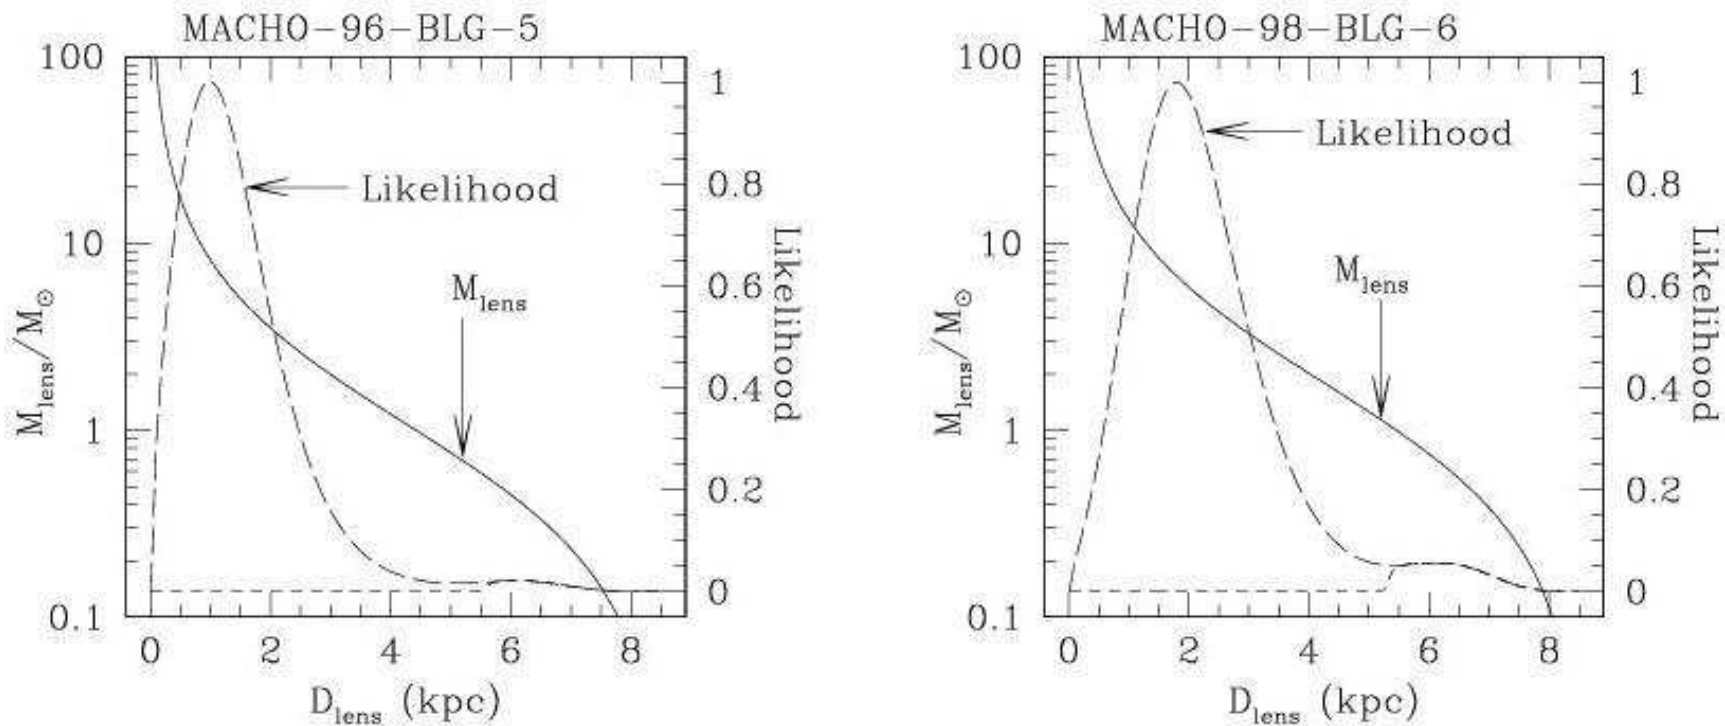 MACHO-96-BLG-5
100
10
1
0.1
M_lens/M_⊙
1
0.8
0.6
0.4
0.2
0
Likelihood
Likelihood
M_lens
0 2 4 6 8
D_lens (kpc)
MACHO-98-BLG-6
100
10
1
0.1
M_lens/M_⊙
1
0.8
0.6
0.4
0.2
0
Likelihood
Likelihood
M_lens
0 2 4 6 8
D_lens (kpc)